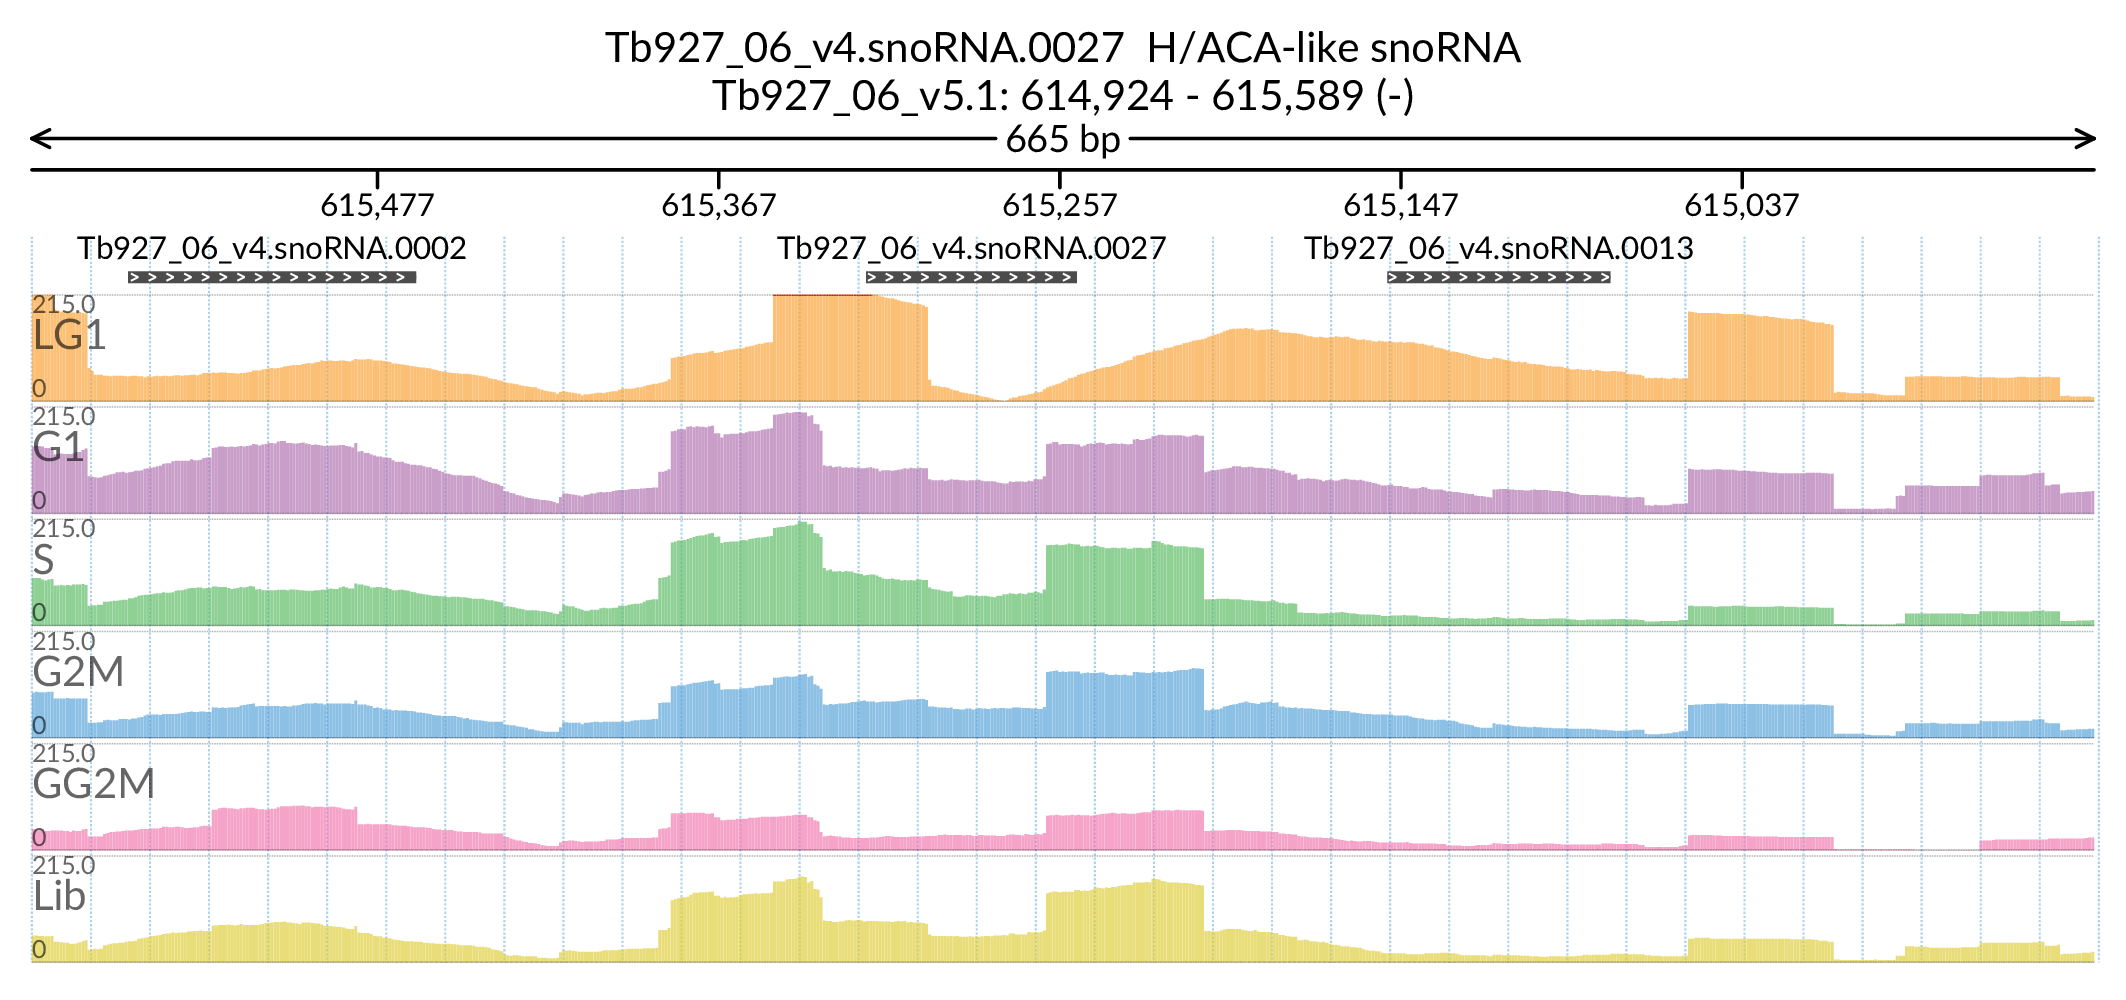 Tb927_06_v4.snoRNA.0027 H/ACA-like snoRNA
Tb927_06_v5.1: 614,924 - 615,589 (-)
665 bp
615,477 615,367 615,257 615,147 615,037
Tb927_06_v4.snoRNA.0002 Tb927_06_v4.snoRNA.0027 Tb927_06_v4.snoRNA.0013
215.0
LG1
0
215.0
G1
0
215.0
S
0
215.0
G2M
0
215.0
GG2M
0
215.0
Lib
0